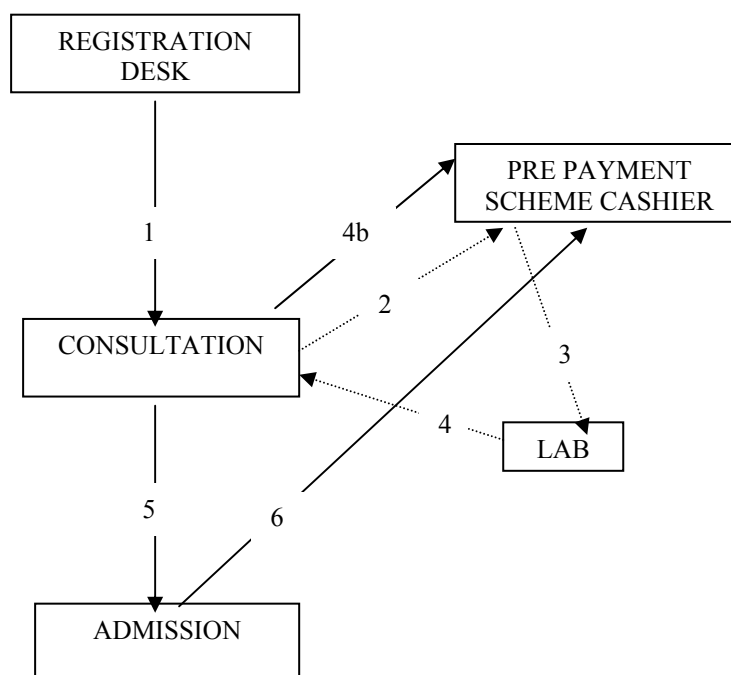 REGISTRATION
DESK
PRE PAYMENT
SCHEME CASHIER
1
4b
2
CONSULTATION
3
4
LAB
5
6
ADMISSION